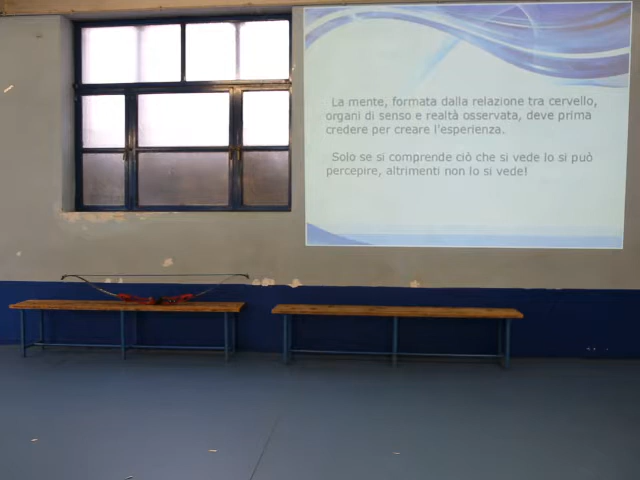 La mente, formata dalla relazione tra cervello,
organi di senso e realtà osservata, deve prima
credere per creare l'esperienza.
Solo se si comprende ciò che si vede lo si può
percepire, altrimenti non lo si vede!